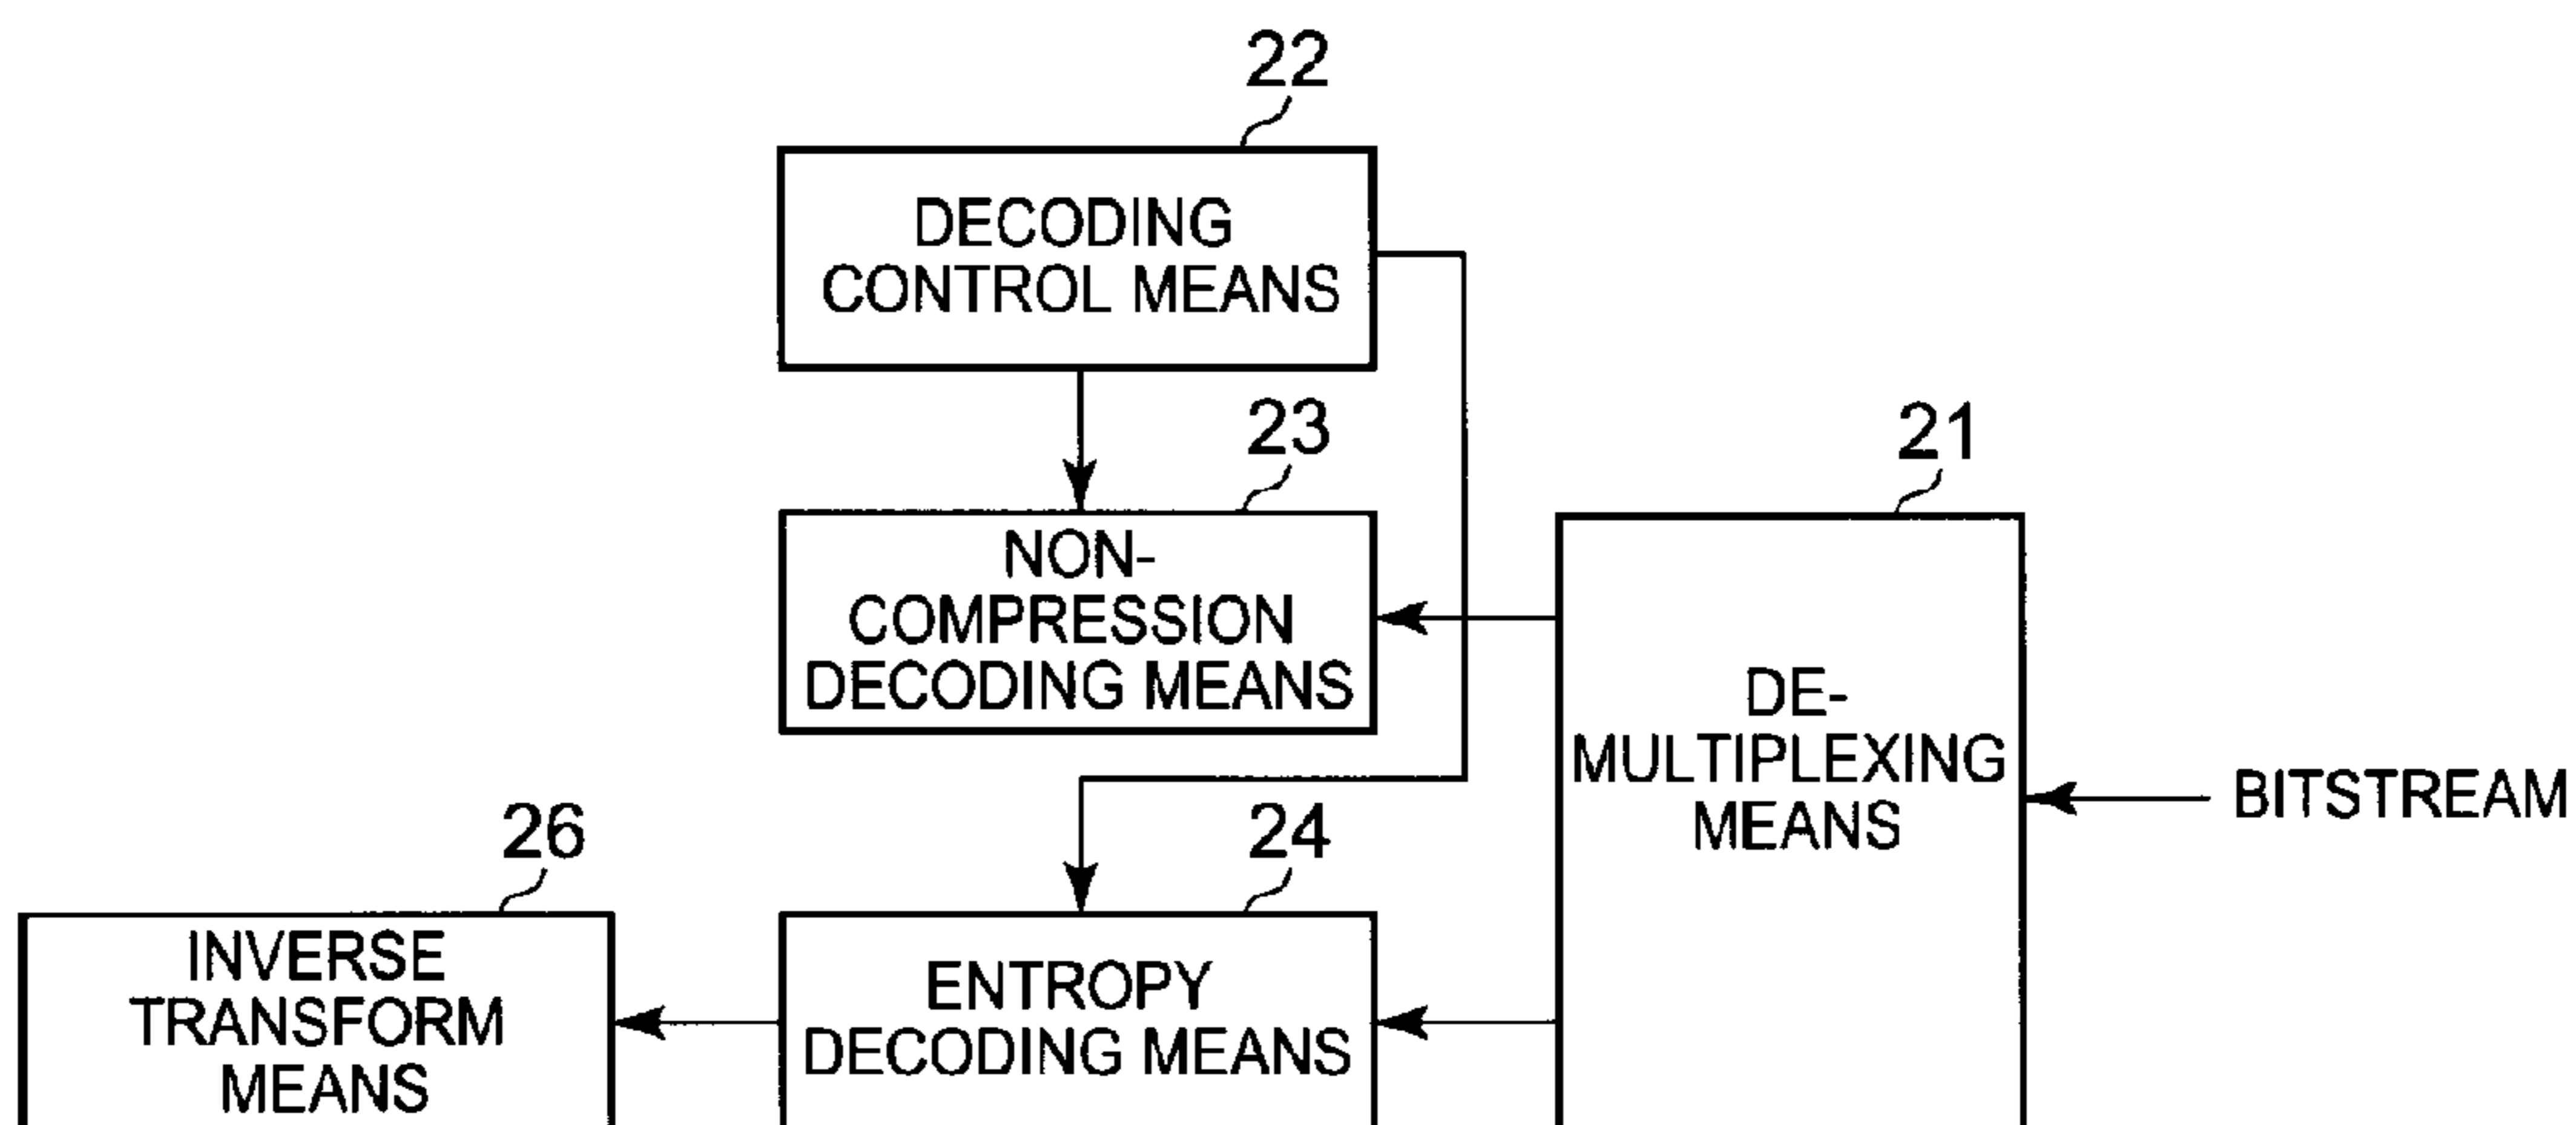 22
DECODING
CONTROL MEANS
23
NON-
COMPRESSION
DECODING MEANS
21
DE-
MULTIPLEXING
MEANS
BITSTREAM
26
INVERSE
TRANSFORM
MEANS
24
ENTROPY
DECODING MEANS